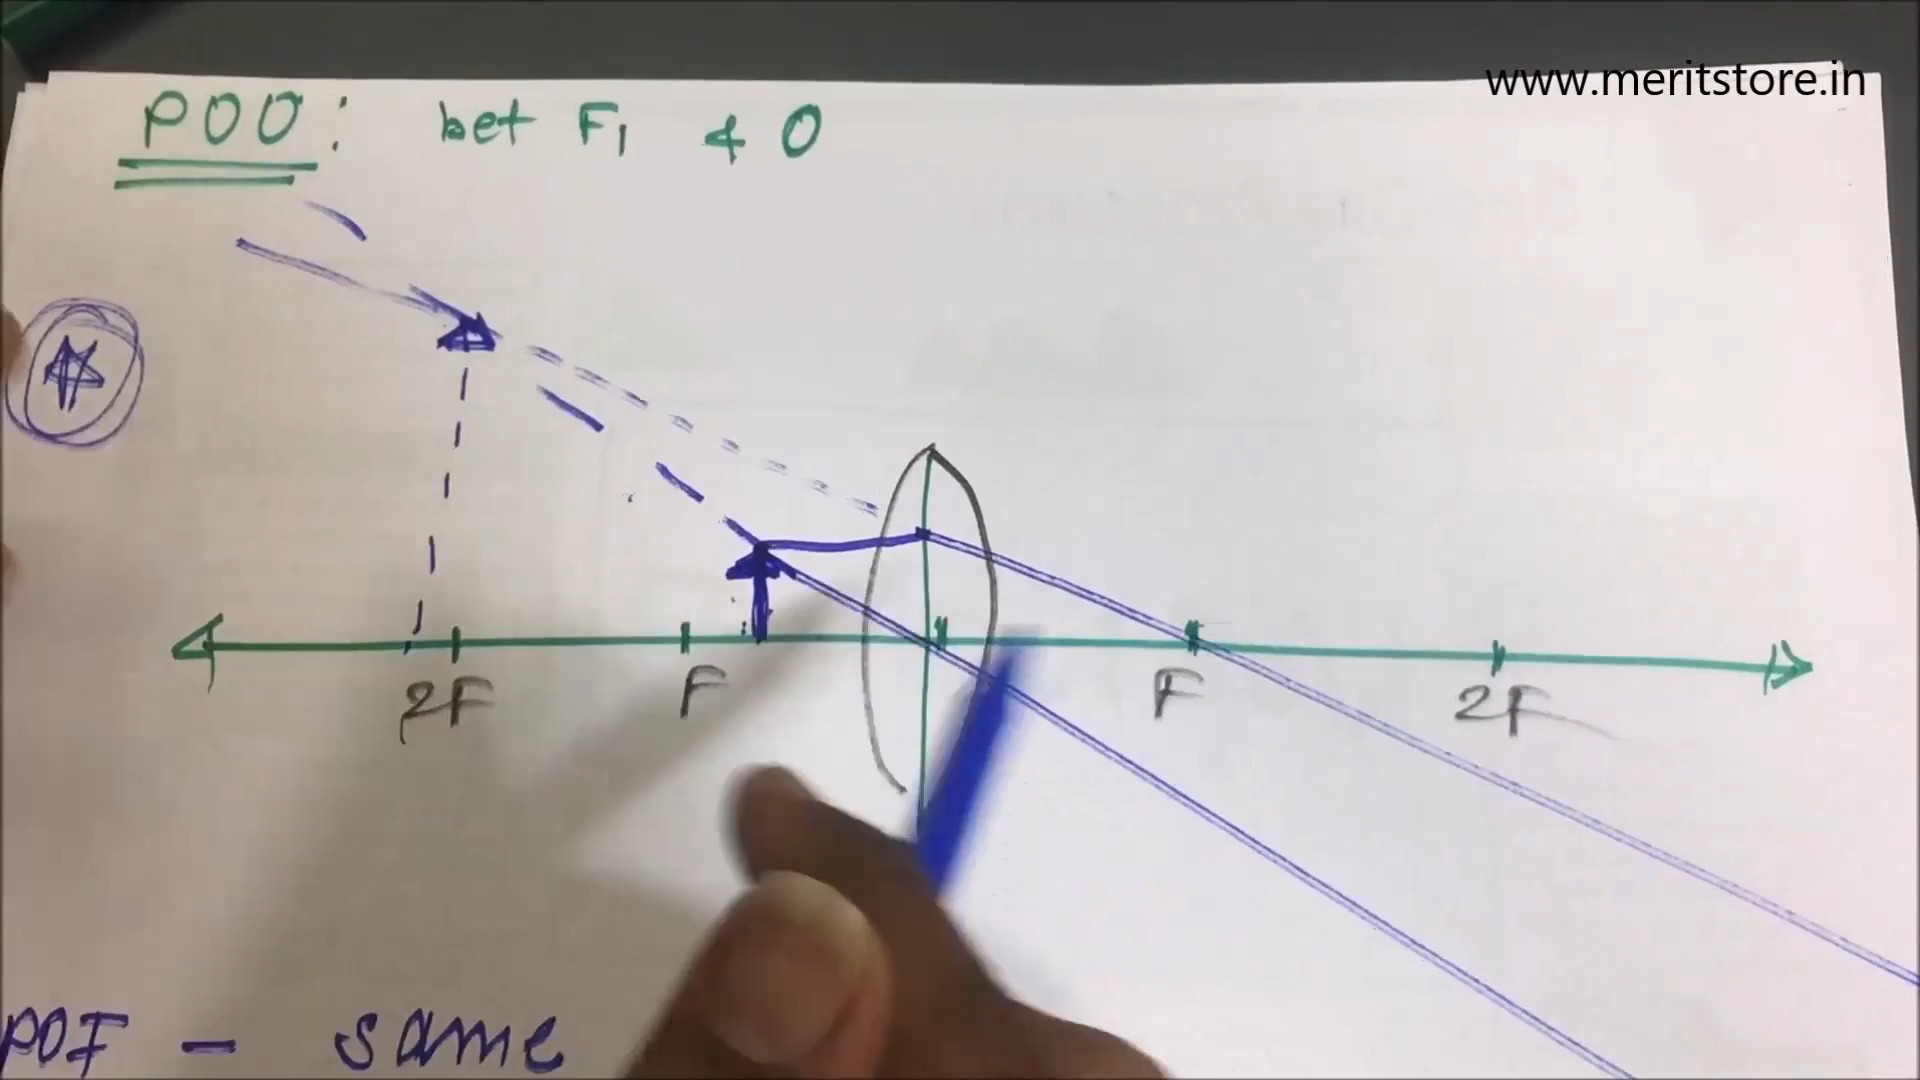 www.meritstore.in
POO: bet F1 & O
2F F F 2F
POF - same